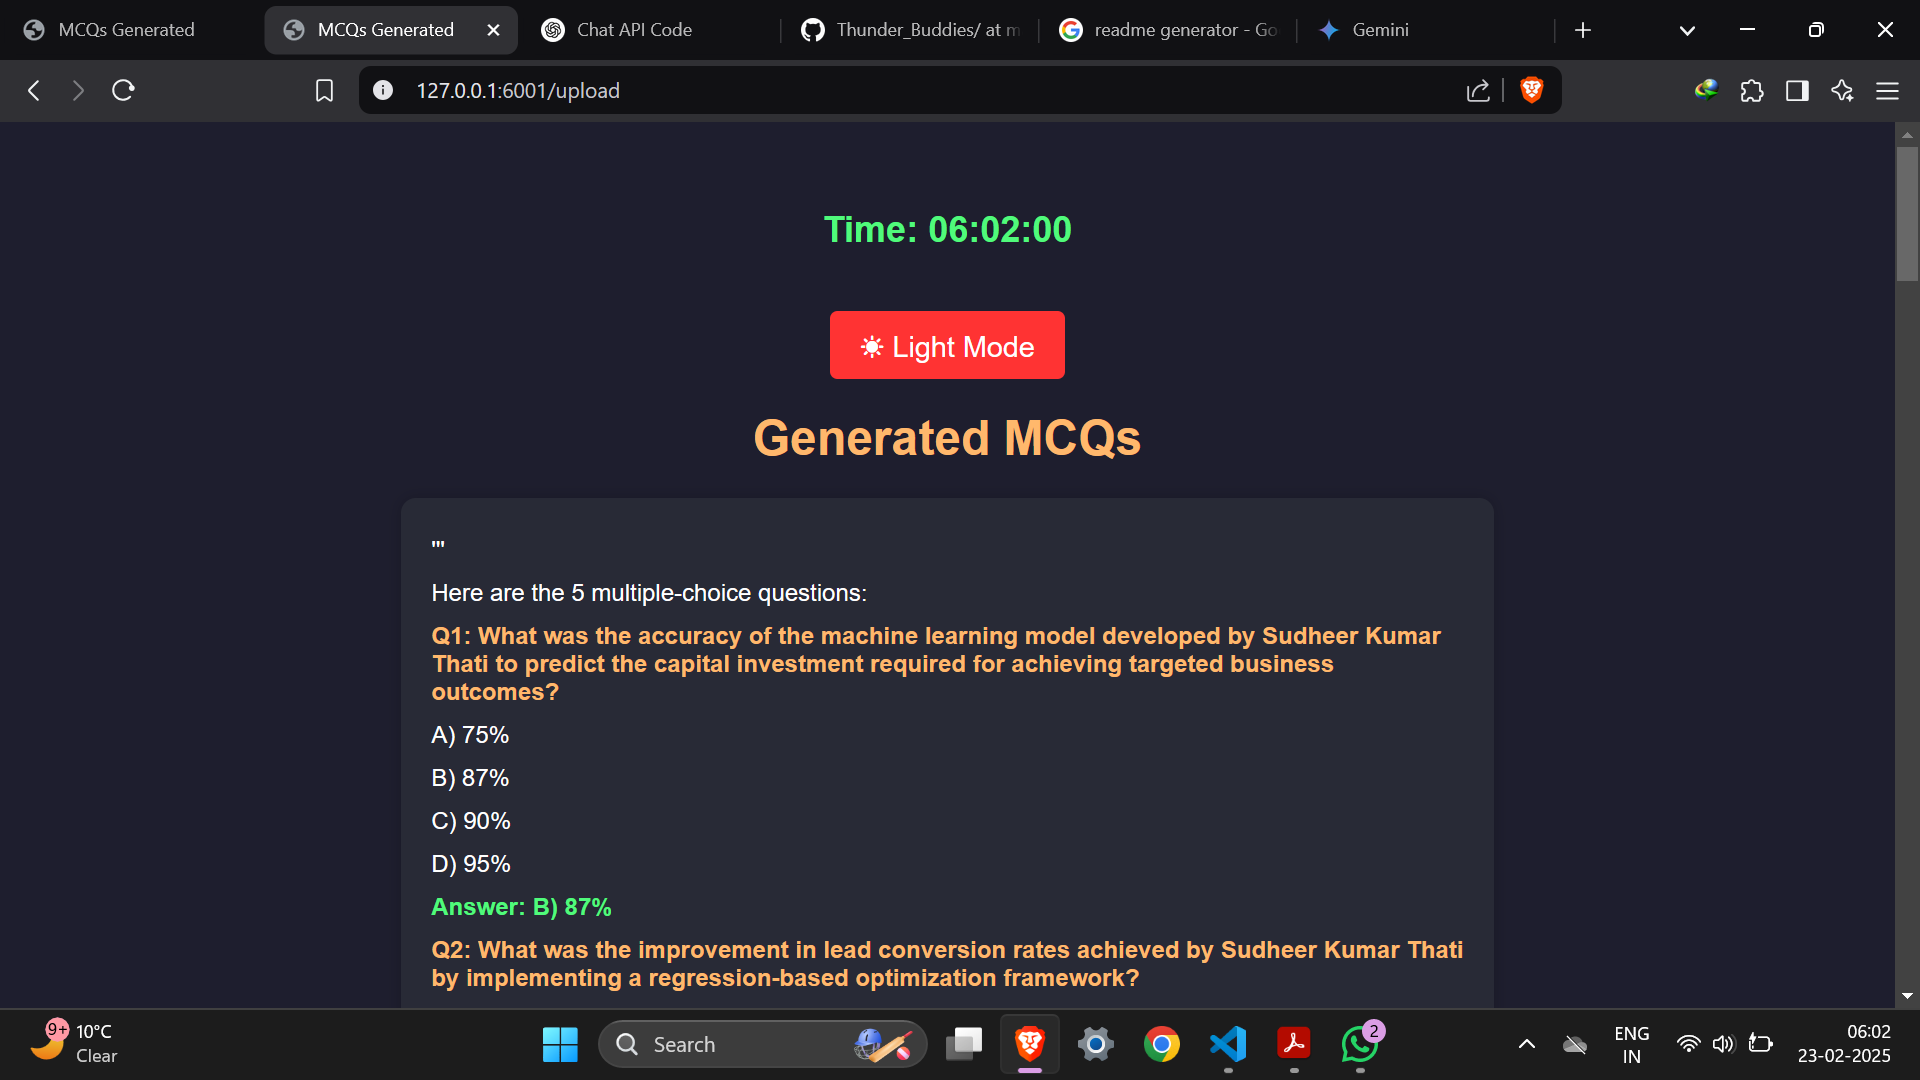 MCQs Generated
MCQs Generated
Chat API Code
Thunder_Buddies/ at m
readme generator - Go
Gemini
127.0.0.1:6001/upload
Time: 06:02:00
☀ Light Mode
Generated MCQs
'''
Here are the 5 multiple-choice questions:
Q1: What was the accuracy of the machine learning model developed by Sudheer Kumar
Thati to predict the capital investment required for achieving targeted business
outcomes?
A) 75%
B) 87%
C) 90%
D) 95%
Answer: B) 87%
Q2: What was the improvement in lead conversion rates achieved by Sudheer Kumar Thati
by implementing a regression-based optimization framework?
9+
10°C
Clear
Search
2
ENG
IN
06:02
23-02-2025